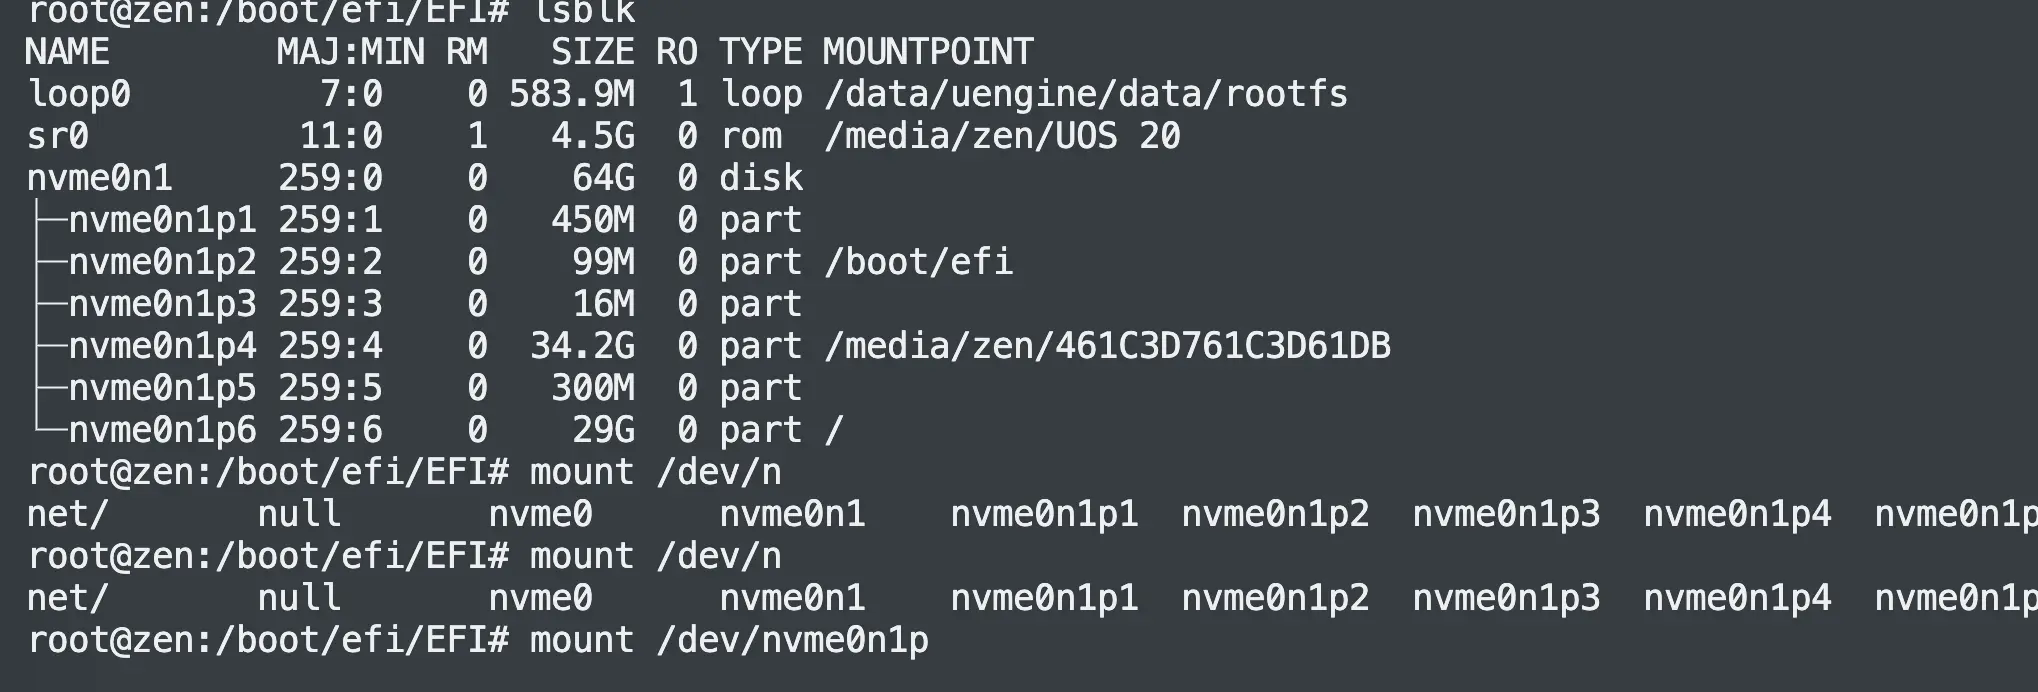 root@zen:/boot/efi/EFI# lsblk
NAME        MAJ:MIN RM   SIZE RO TYPE MOUNTPOINT
loop0         7:0    0 583.9M  1 loop /data/uengine/data/rootfs
sr0          11:0    1   4.5G  0 rom  /media/zen/UOS 20
nvme0n1     259:0    0    64G  0 disk
├─nvme0n1p1 259:1    0   450M  0 part
├─nvme0n1p2 259:2    0    99M  0 part /boot/efi
├─nvme0n1p3 259:3    0    16M  0 part
├─nvme0n1p4 259:4    0  34.2G  0 part /media/zen/461C3D761C3D61DB
├─nvme0n1p5 259:5    0   300M  0 part
└─nvme0n1p6 259:6    0    29G  0 part /
root@zen:/boot/efi/EFI# mount /dev/n
net/       null       nvme0      nvme0n1    nvme0n1p1  nvme0n1p2  nvme0n1p3  nvme0n1p4  nvme0n1p
root@zen:/boot/efi/EFI# mount /dev/n
net/       null       nvme0      nvme0n1    nvme0n1p1  nvme0n1p2  nvme0n1p3  nvme0n1p4  nvme0n1p
root@zen:/boot/efi/EFI# mount /dev/nvme0n1p